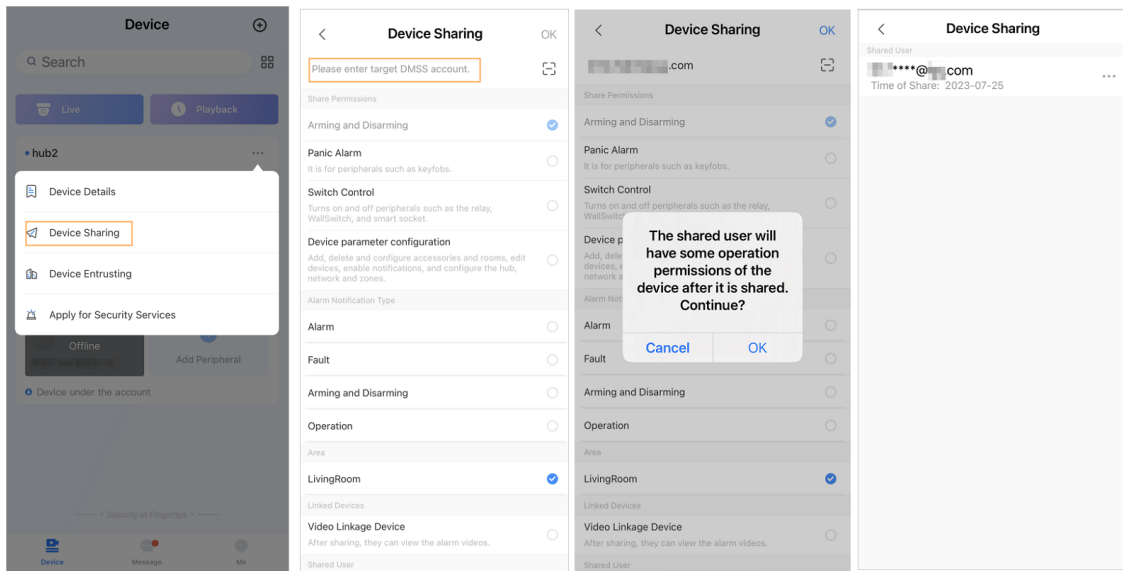 Device
Search
Live
Playback
hub2
Device Details
Device Sharing
Device Entrusting
Apply for Security Services
Offline
Add Peripheral
Device under the account
Security at Fingertips
Device
Message
Me
Device Sharing
OK
Please enter target DMSS account.
Share Permissions
Arming and Disarming
Panic Alarm
It is for peripherals such as keyfobs.
Switch Control
Turns on and off peripherals such as the relay,
WallSwitch, and smart socket.
Device parameter configuration
Add, delete and configure accessories and rooms, edit
devices, enable notifications, and configure the hub,
network and zones.
Alarm Notification Type
Alarm
Fault
Arming and Disarming
Operation
Area
LivingRoom
Linked Devices
Video Linkage Device
After sharing, they can view the alarm videos.
Shared User
Device Sharing
OK
.com
Share Permissions
Arming and Disarming
Panic Alarm
It is for peripherals such as keyfobs.
Switch Control
Turns on and off peripherals such as the relay,
WallSwitch
Device p
Add, dele
devices, e
network a
The shared user will
have some operation
permissions of the
device after it is shared.
Continue?
Cancel
OK
Alarm Noti
Alarm
Fault
Arming and Disarming
Operation
Area
LivingRoom
Linked Devices
Video Linkage Device
After sharing, they can view the alarm videos.
Shared User
Device Sharing
Shared User
****@ .com
Time of Share: 2023-07-25